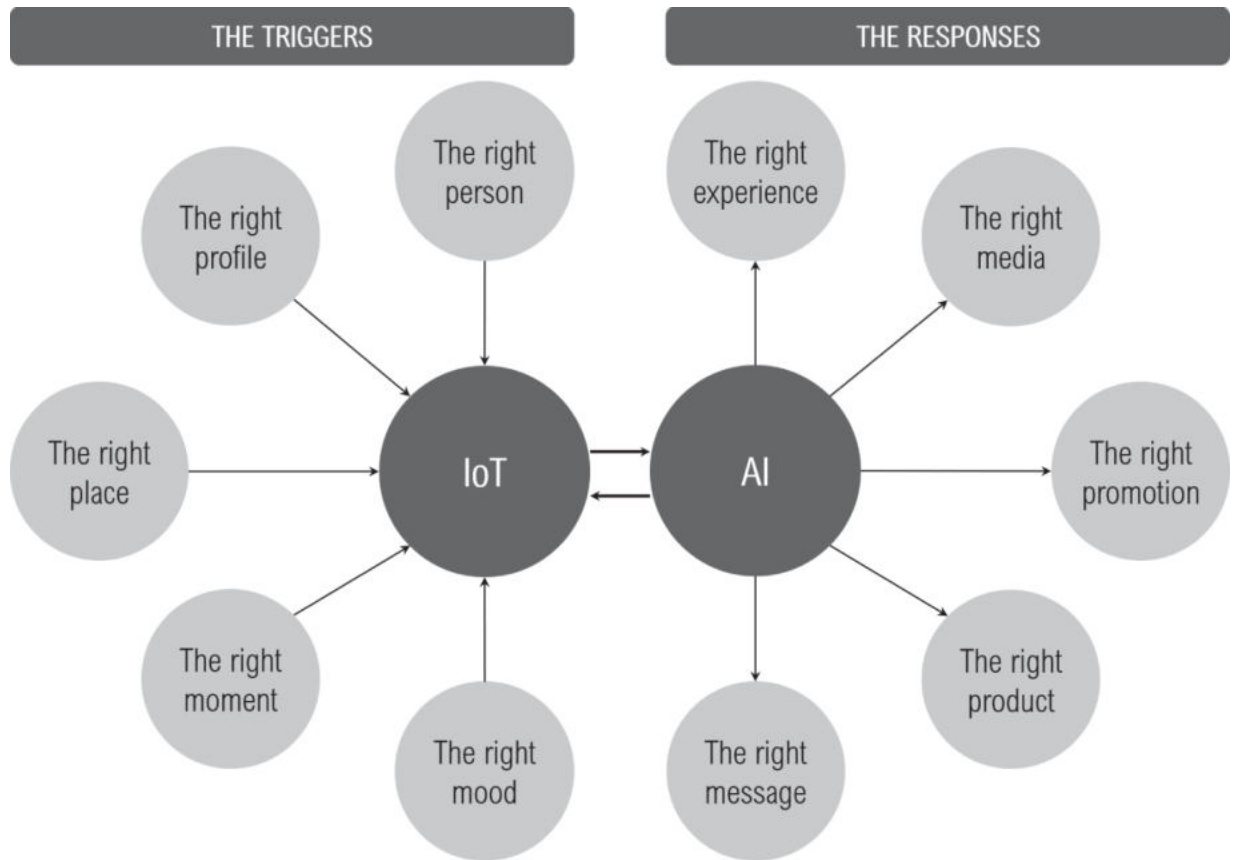 THE TRIGGERS
THE RESPONSES
The right
person
The right
profile
The right
place
The right
moment
The right
mood
IoT
AI
The right
experience
The right
media
The right
promotion
The right
product
The right
message